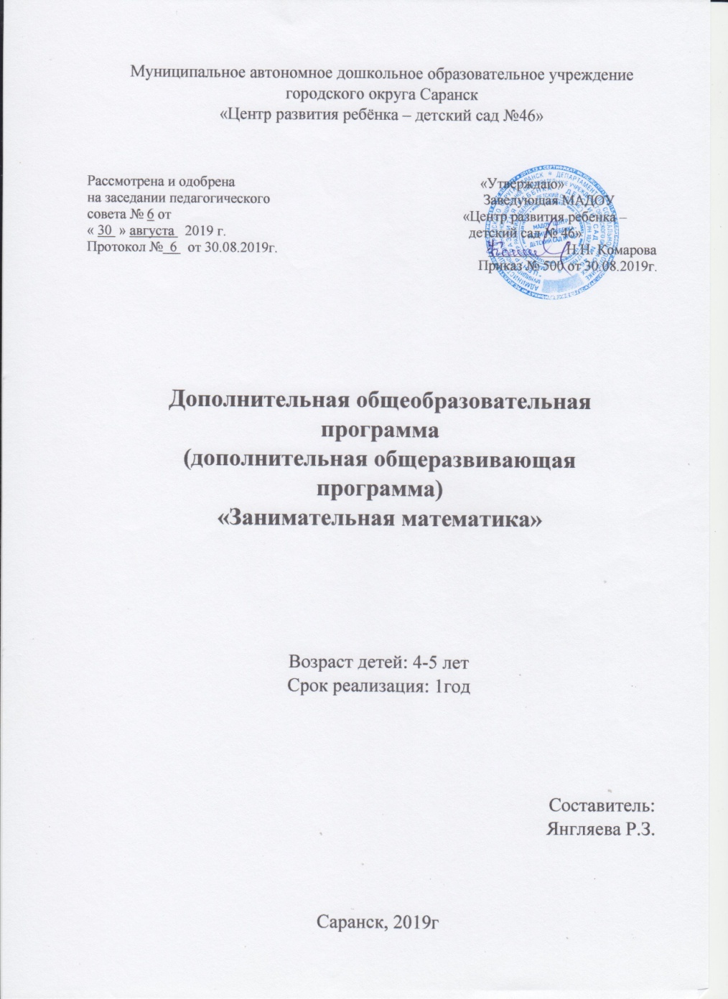 Муниципальное автономное дошкольное образовательное учреждение
городского округа Саранск
«Центр развития ребёнка – детский сад №46»
Рассмотрена и одобрена
на заседании педагогического
совета № 6 от
« 30 » августа 2019 г.
Протокол № 6 от 30.08.2019г.
«Утверждаю»
Заведующая МАДОУ
«Центр развития ребёнка –
детский сад № 46»
Н.Н. Комарова
Приказ № 500 от 30.08.2019г.
Дополнительная общеобразовательная
программа
(дополнительная общеразвивающая
программа)
«Занимательная математика»
Возраст детей: 4-5 лет
Срок реализация: 1год
Составитель:
Янгляева Р.З.
Саранск, 2019г